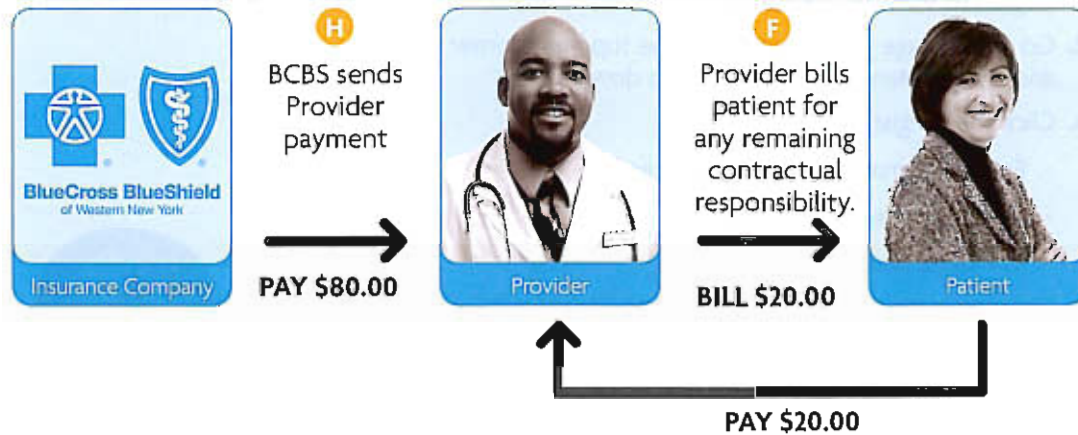 H
BCBS sends
Provider
payment
F
Provider bills
patient for
any remaining
contractual
responsibility.
BlueCross BlueShield
of Western New York
Insurance Company
PAY $80.00
Provider
BILL $20.00
Patient
PAY $20.00